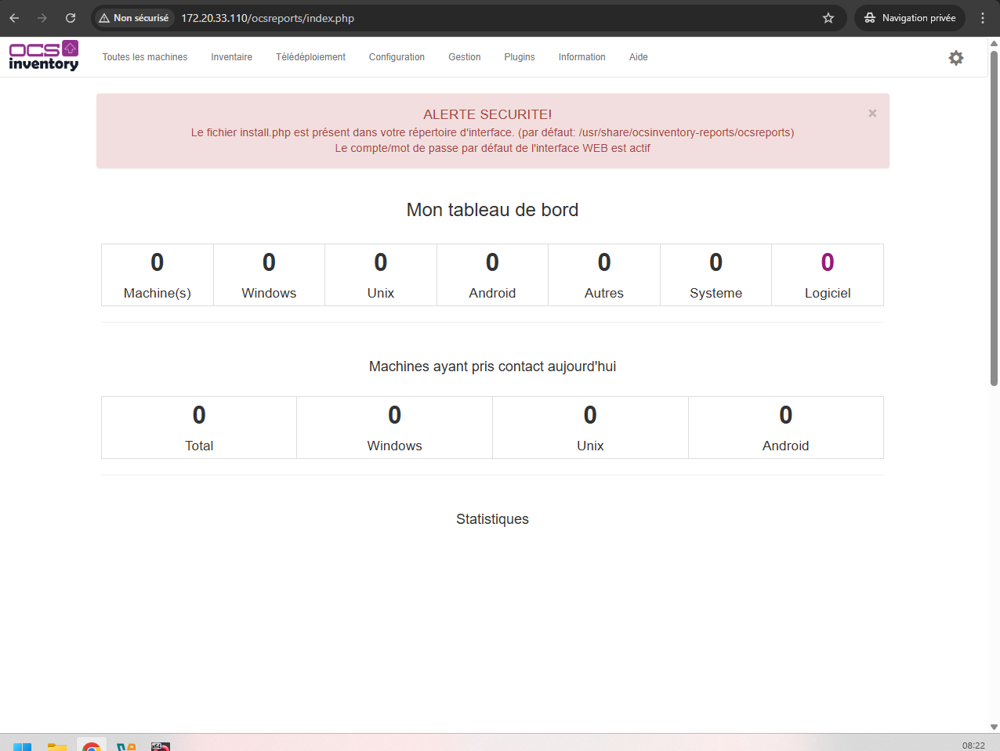 Non sécurisé
172.20.33.110/ocsreports/index.php
Navigation privée
OCS inventory
Toutes les machines
Inventaire
Télédéploiement
Configuration
Gestion
Plugins
Information
Aide
ALERTE SECURITE!
×
Le fichier install.php est présent dans votre répertoire d'interface. (par défaut: /usr/share/ocsinventory-reports/ocsreports)
Le compte/mot de passe par défaut de l'interface WEB est actif
Mon tableau de bord
0 0 0 0 0 0 0
Machine(s) Windows Unix Android Autres Systeme Logiciel
Machines ayant pris contact aujourd'hui
0 0 0 0
Total Windows Unix Android
Statistiques
x64
08:22